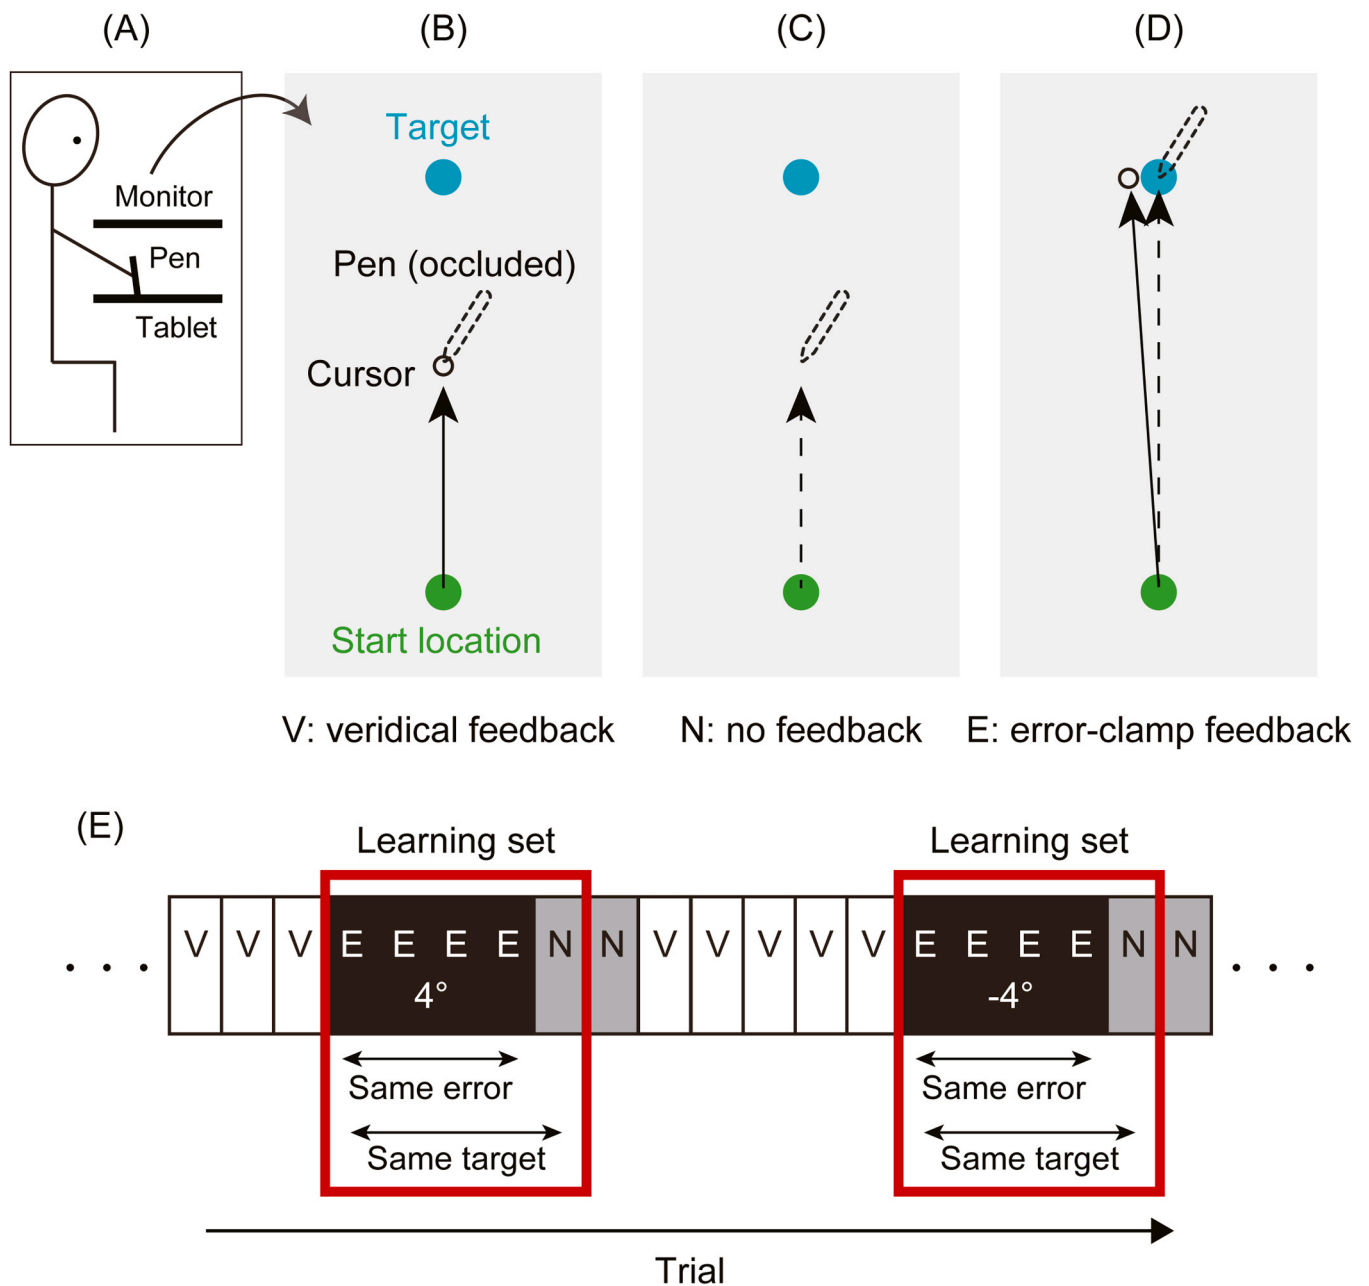 (A)
(B)
(C)
(D)
Monitor
Pen
Tablet
Target
Pen (occluded)
Cursor
Start location
V: veridical feedback
N: no feedback
E: error-clamp feedback
(E)
Learning set
Learning set
. . . V V V E E E E N N V V V V V E E E E N N . . .
4°
-4°
Same error
Same error
Same target
Same target
Trial